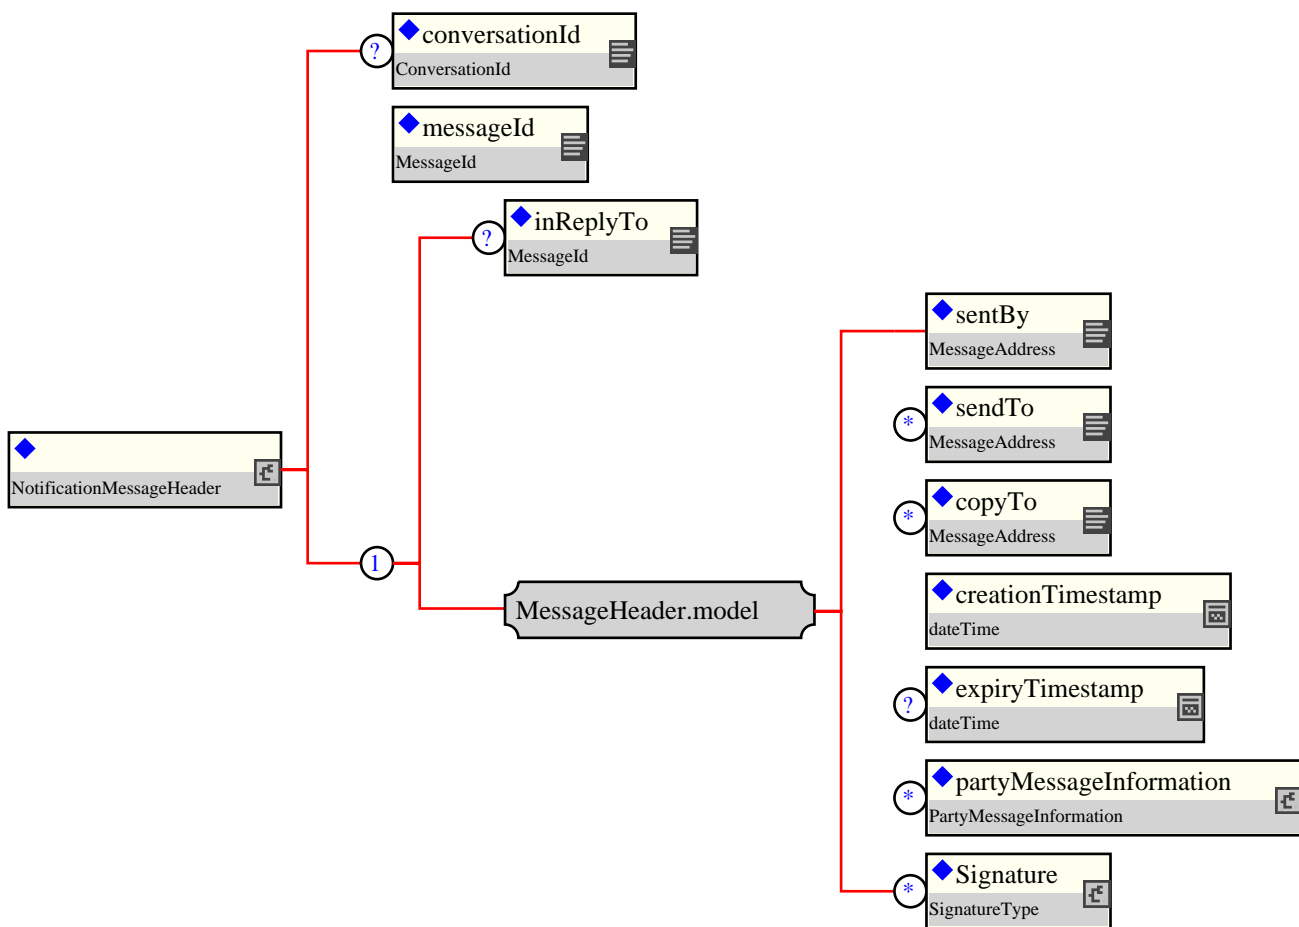 ?
conversationId
ConversationId
messageId
MessageId
?
inReplyTo
MessageId
sentBy
MessageAddress
*
sendTo
MessageAddress
NotificationMessageHeader
*
copyTo
MessageAddress
1
MessageHeader.model
creationTimestamp
dateTime
?
expiryTimestamp
dateTime
*
partyMessageInformation
PartyMessageInformation
*
Signature
SignatureType